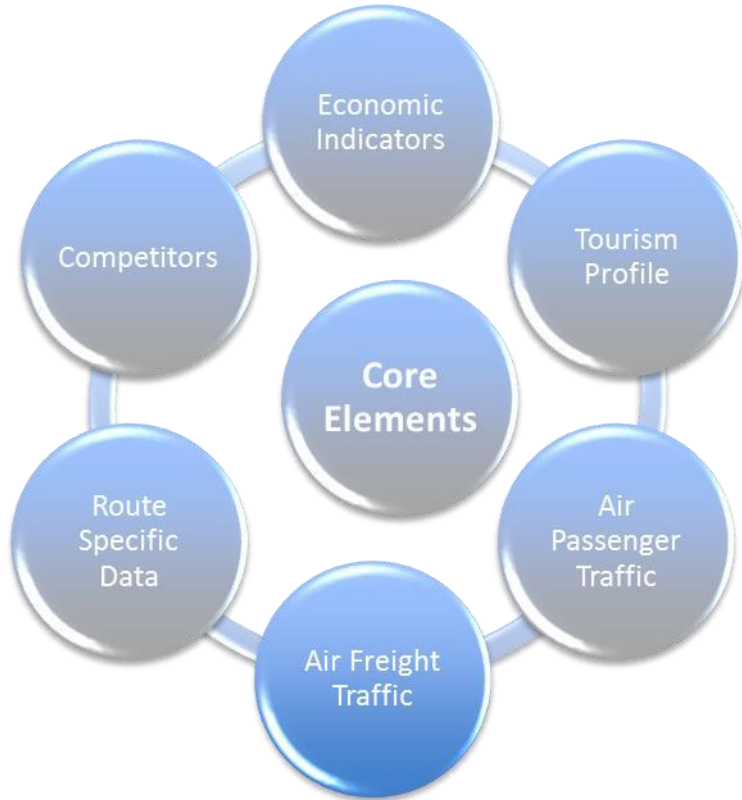 Economic
Indicators
Tourism
Profile
Air
Passenger
Traffic
Air Freight
Traffic
Route
Specific
Data
Competitors
Core
Elements